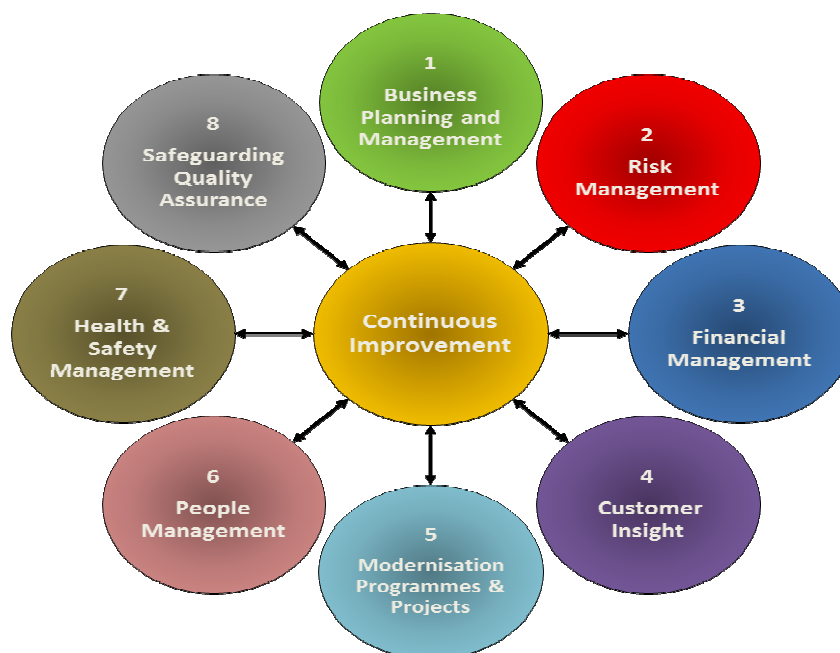 1
Business
Planning and
Management
2
Risk
Management
3
Financial
Management
4
Customer
Insight
5
Modernisation
Programmes &
Projects
6
People
Management
7
Health &
Safety
Management
8
Safeguarding
Quality
Assurance
Continuous
Improvement